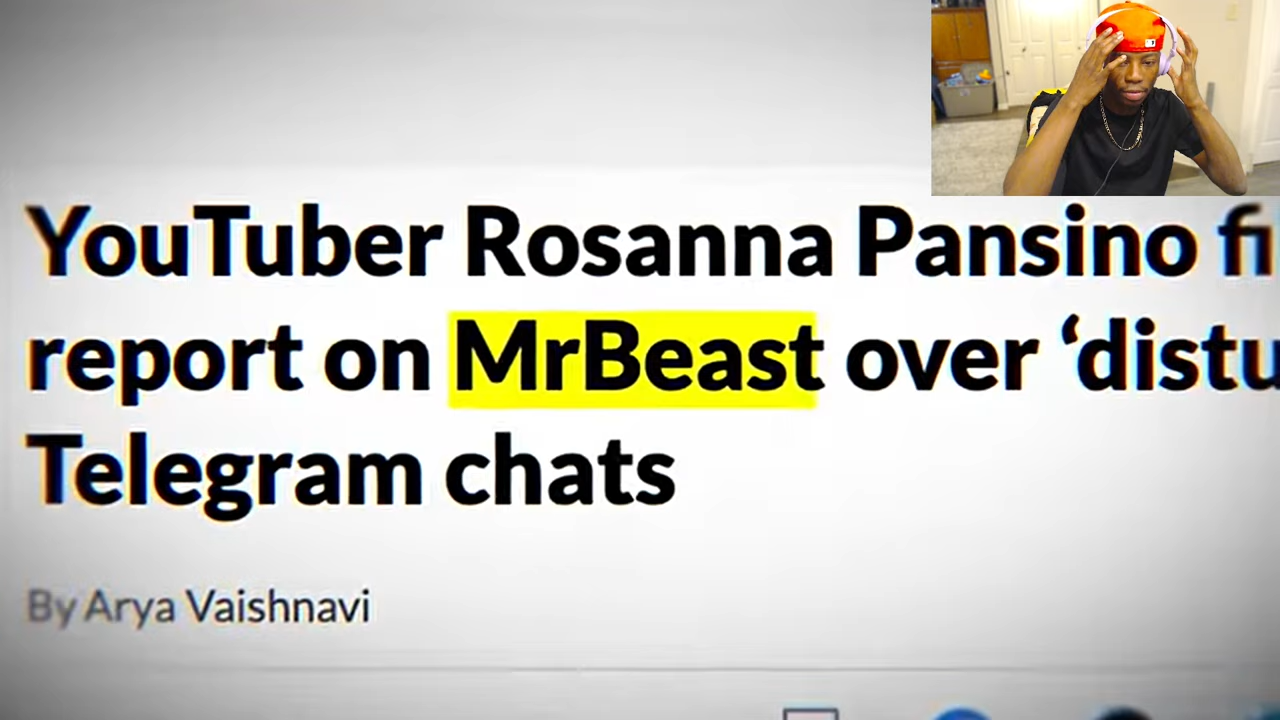 YouTuber Rosanna Pansino fi
report on MrBeast over ‘distu
Telegram chats
By Arya Vaishnavi